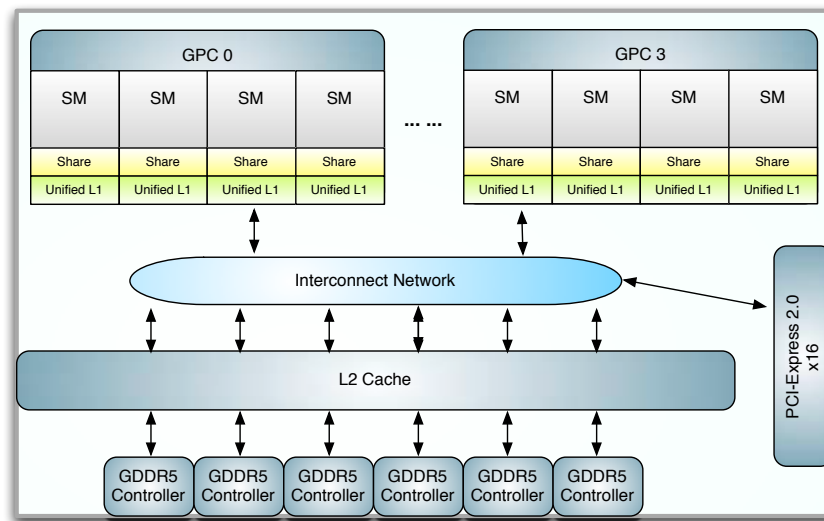 GPC 0
GPC 3
SM SM SM SM
... ...
SM SM SM SM
Share Share Share Share
Share Share Share Share
Unified L1 Unified L1 Unified L1 Unified L1
Unified L1 Unified L1 Unified L1 Unified L1
Interconnect Network
PCI-Express 2.0
x16
L2 Cache
GDDR5 GDDR5 GDDR5 GDDR5 GDDR5 GDDR5
Controller Controller Controller Controller Controller Controller